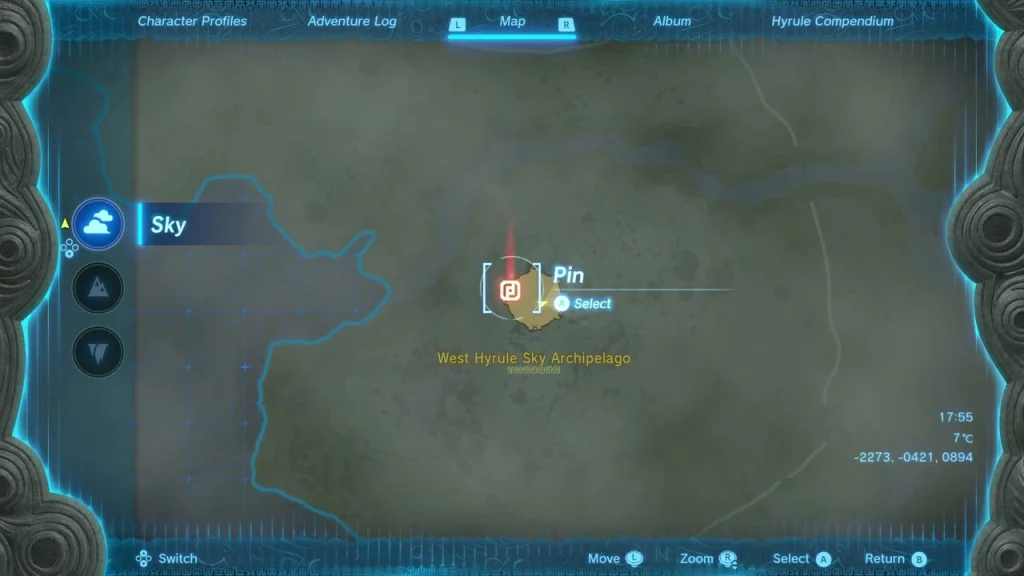 Character Profiles
Adventure Log
L
Map
R
Album
Hyrule Compendium
Sky
Pin
A Select
West Hyrule Sky Archipelago
17:55
7℃
-2273, -0421, 0894
Switch
Move L
Zoom R
Select A
Return B